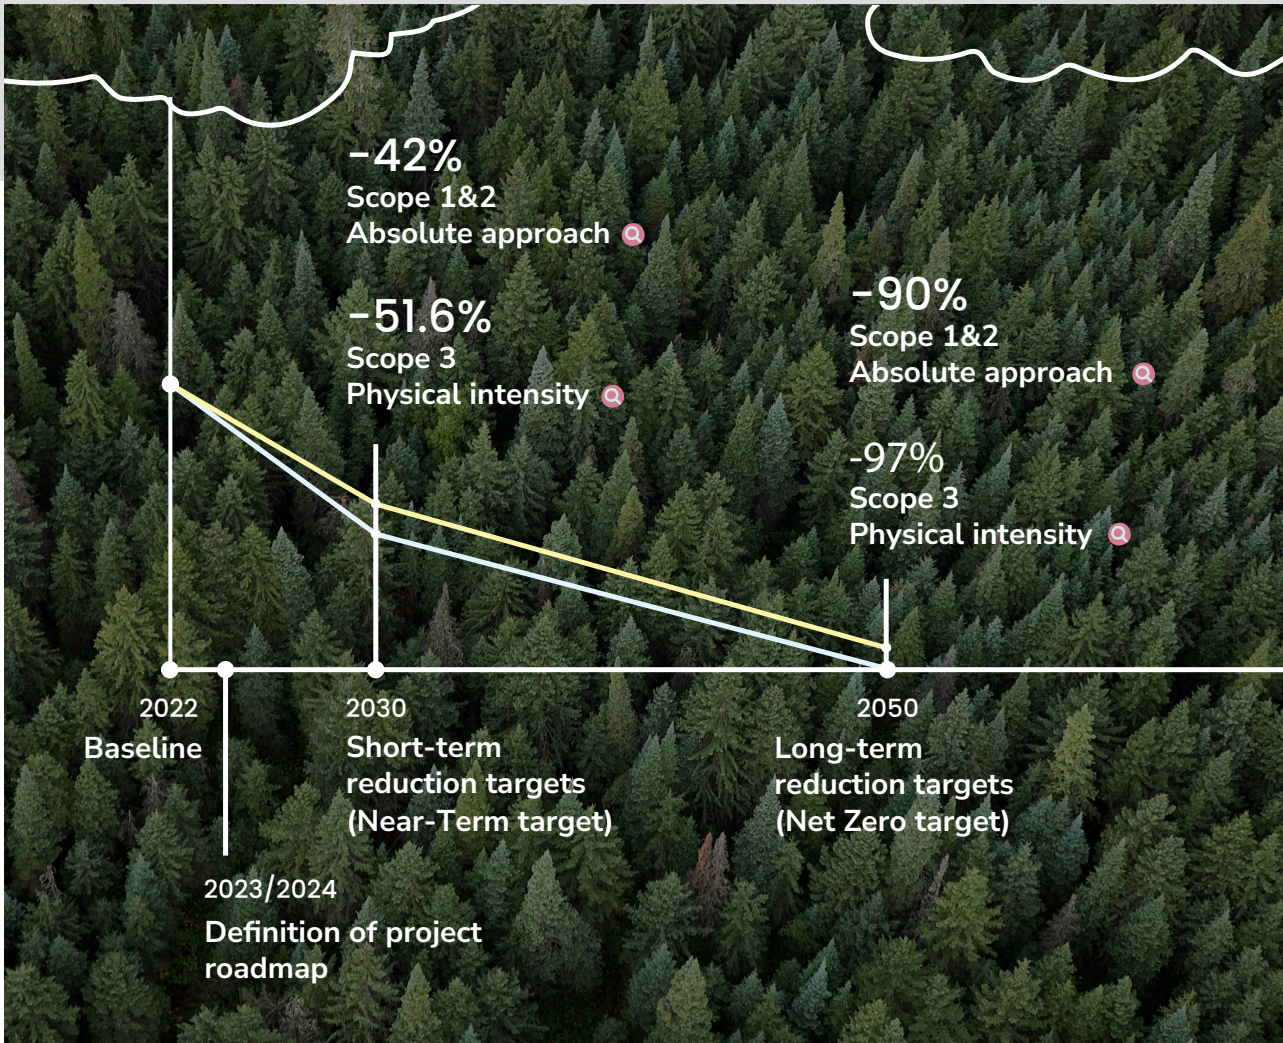 −42%
Scope 1&2
Absolute approach
−51.6%
Scope 3
Physical intensity
−90%
Scope 1&2
Absolute approach
-97%
Scope 3
Physical intensity
2022
Baseline
2030
Short-term
reduction targets
(Near-Term target)
2050
Long-term
reduction targets
(Net Zero target)
2023/2024
Definition of project
roadmap